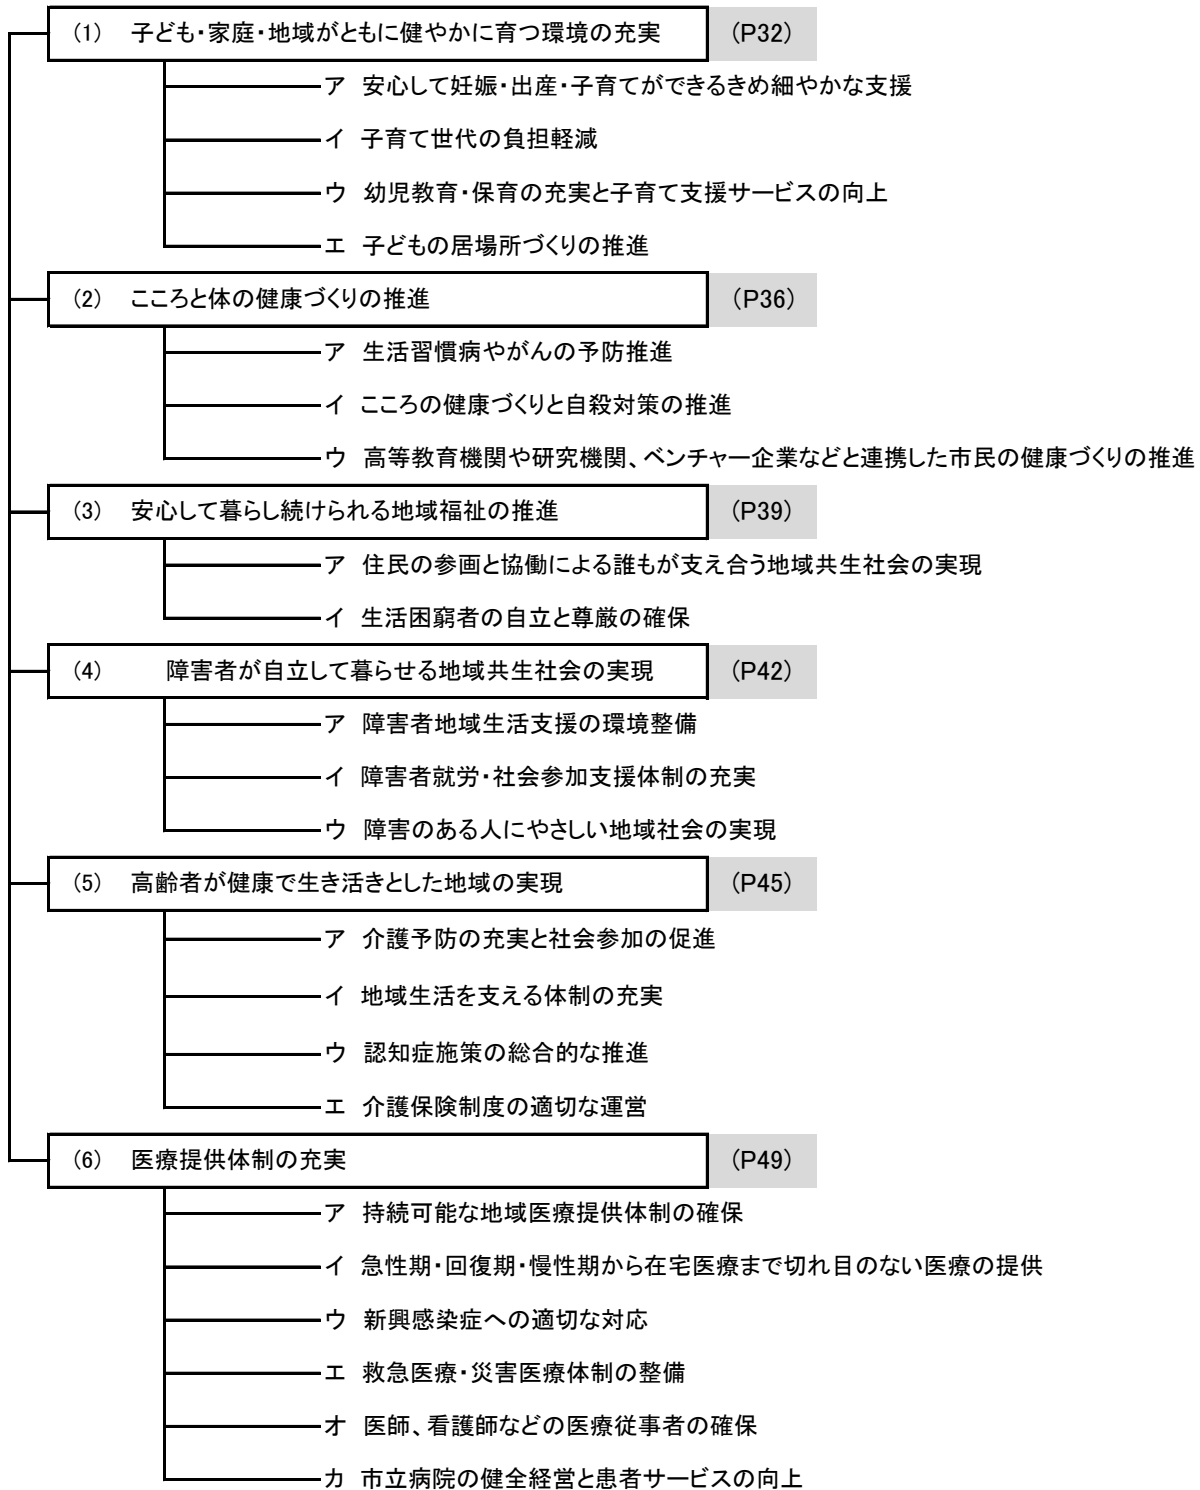 (1) 子ども・家庭・地域がともに健やかに育つ環境の充実 (P32)
ア 安心して妊娠・出産・子育てができるきめ細やかな支援
イ 子育て世代の負担軽減
ウ 幼児教育・保育の充実と子育て支援サービスの向上
エ 子どもの居場所づくりの推進
(2) こころと体の健康づくりの推進 (P36)
ア 生活習慣病やがんの予防推進
イ こころの健康づくりと自殺対策の推進
ウ 高等教育機関や研究機関、ベンチャー企業などと連携した市民の健康づくりの推進
(3) 安心して暮らし続けられる地域福祉の推進 (P39)
ア 住民の参画と協働による誰もが支え合う地域共生社会の実現
イ 生活困窮者の自立と尊厳の確保
(4) 障害者が自立して暮らせる地域共生社会の実現 (P42)
ア 障害者地域生活支援の環境整備
イ 障害者就労・社会参加支援体制の充実
ウ 障害のある人にやさしい地域社会の実現
(5) 高齢者が健康で生き活きとした地域の実現 (P45)
ア 介護予防の充実と社会参加の促進
イ 地域生活を支える体制の充実
ウ 認知症施策の総合的な推進
エ 介護保険制度の適切な運営
(6) 医療提供体制の充実 (P49)
ア 持続可能な地域医療提供体制の確保
イ 急性期・回復期・慢性期から在宅医療まで切れ目のない医療の提供
ウ 新興感染症への適切な対応
エ 救急医療・災害医療体制の整備
オ 医師、看護師などの医療従事者の確保
カ 市立病院の健全経営と患者サービスの向上